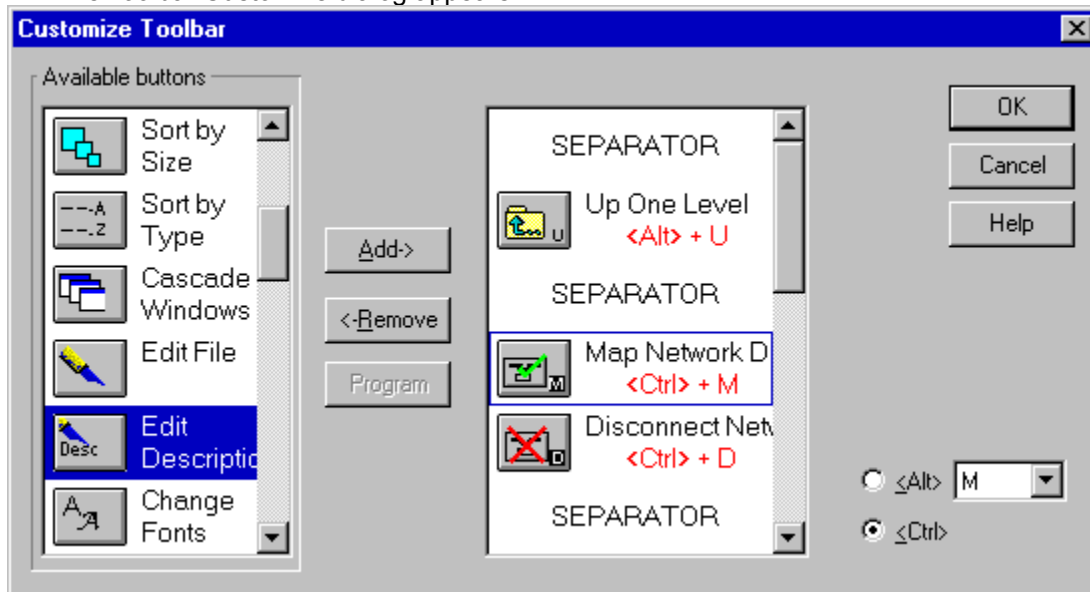 Customize Toolbar
Available buttons
Sort by
Size
---.A
---.Z
Sort by
Type
Cascade
Windows
Edit File
Desc
Edit
Descriptic
A
A
Change
Fonts
Add->
<-Remove
Program
SEPARATOR
U
Up One Level
<Alt> + U
SEPARATOR
M
Map Network D
<Ctrl> + M
D
Disconnect Net
<Ctrl> + D
SEPARATOR
OK
Cancel
Help
<Alt>
M
<Ctrl>